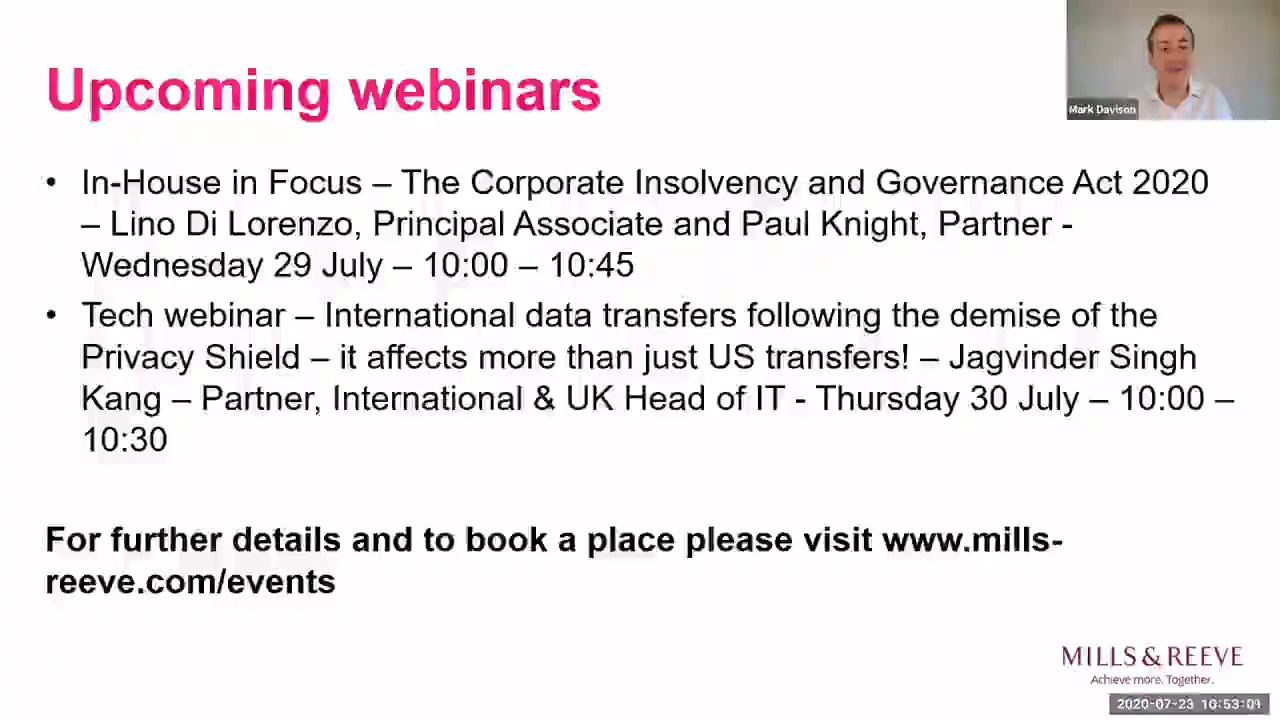 Upcoming webinars
Mark Davison
• In-House in Focus – The Corporate Insolvency and Governance Act 2020
– Lino Di Lorenzo, Principal Associate and Paul Knight, Partner -
Wednesday 29 July – 10:00 – 10:45
• Tech webinar – International data transfers following the demise of the
Privacy Shield – it affects more than just US transfers! – Jagvinder Singh
Kang – Partner, International & UK Head of IT - Thursday 30 July – 10:00 –
10:30
For further details and to book a place please visit www.mills-
reeve.com/events
MILLS & REEVE
Achieve more. Together.
2020-07-23 10:53:01